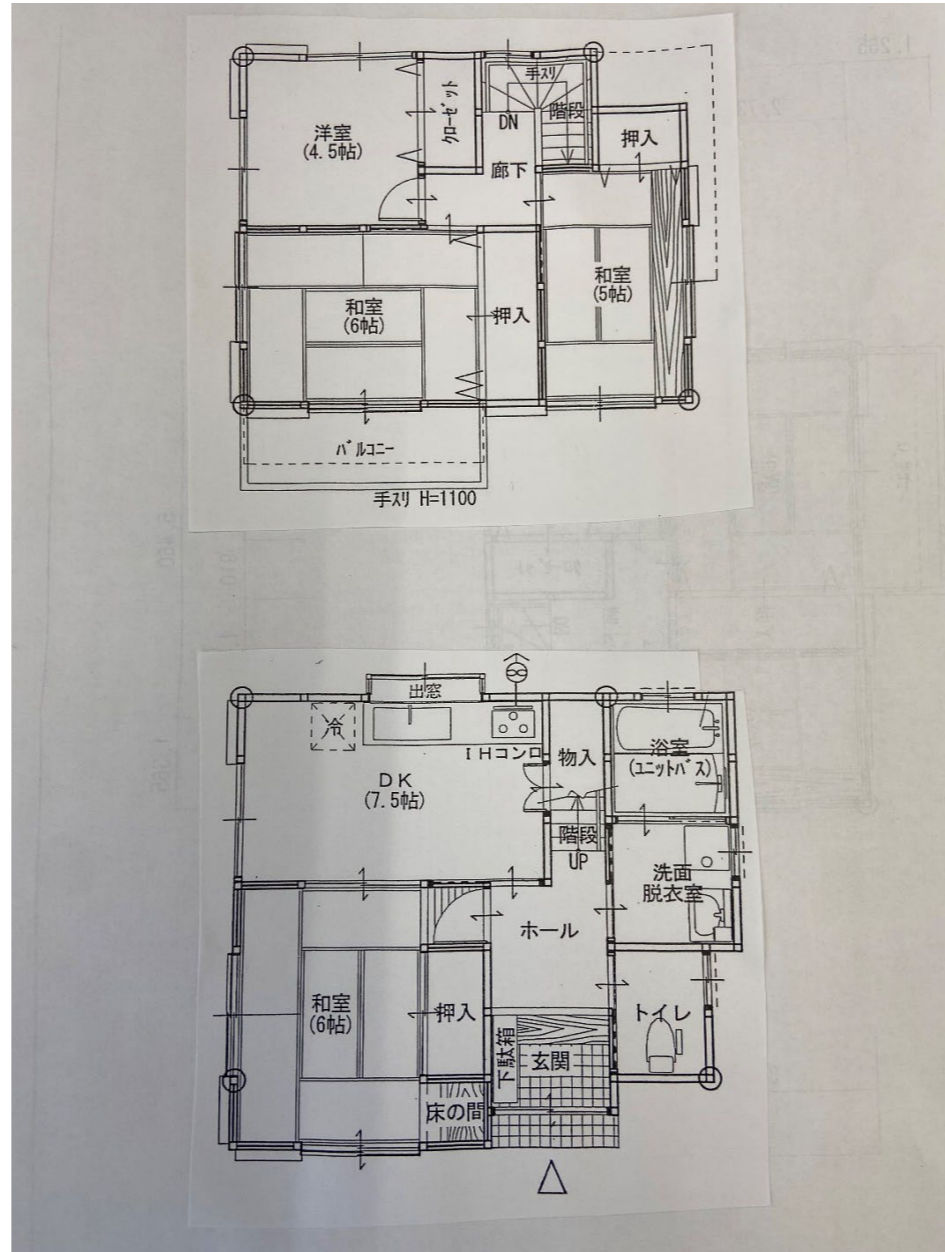 手スリ
クローゼット
洋室
(4.5帖)
DN
階段
押入
廊下
和室
(5帖)
和室
(6帖)
押入
バルコニー
手スリ H=1100
出窓
冷
IHコンロ
物入
浴室
(ユニットバス)
DK
(7.5帖)
階段
UP
洗面
脱衣室
ホール
和室
(6帖)
押入
トイレ
下駄箱
玄関
床の間